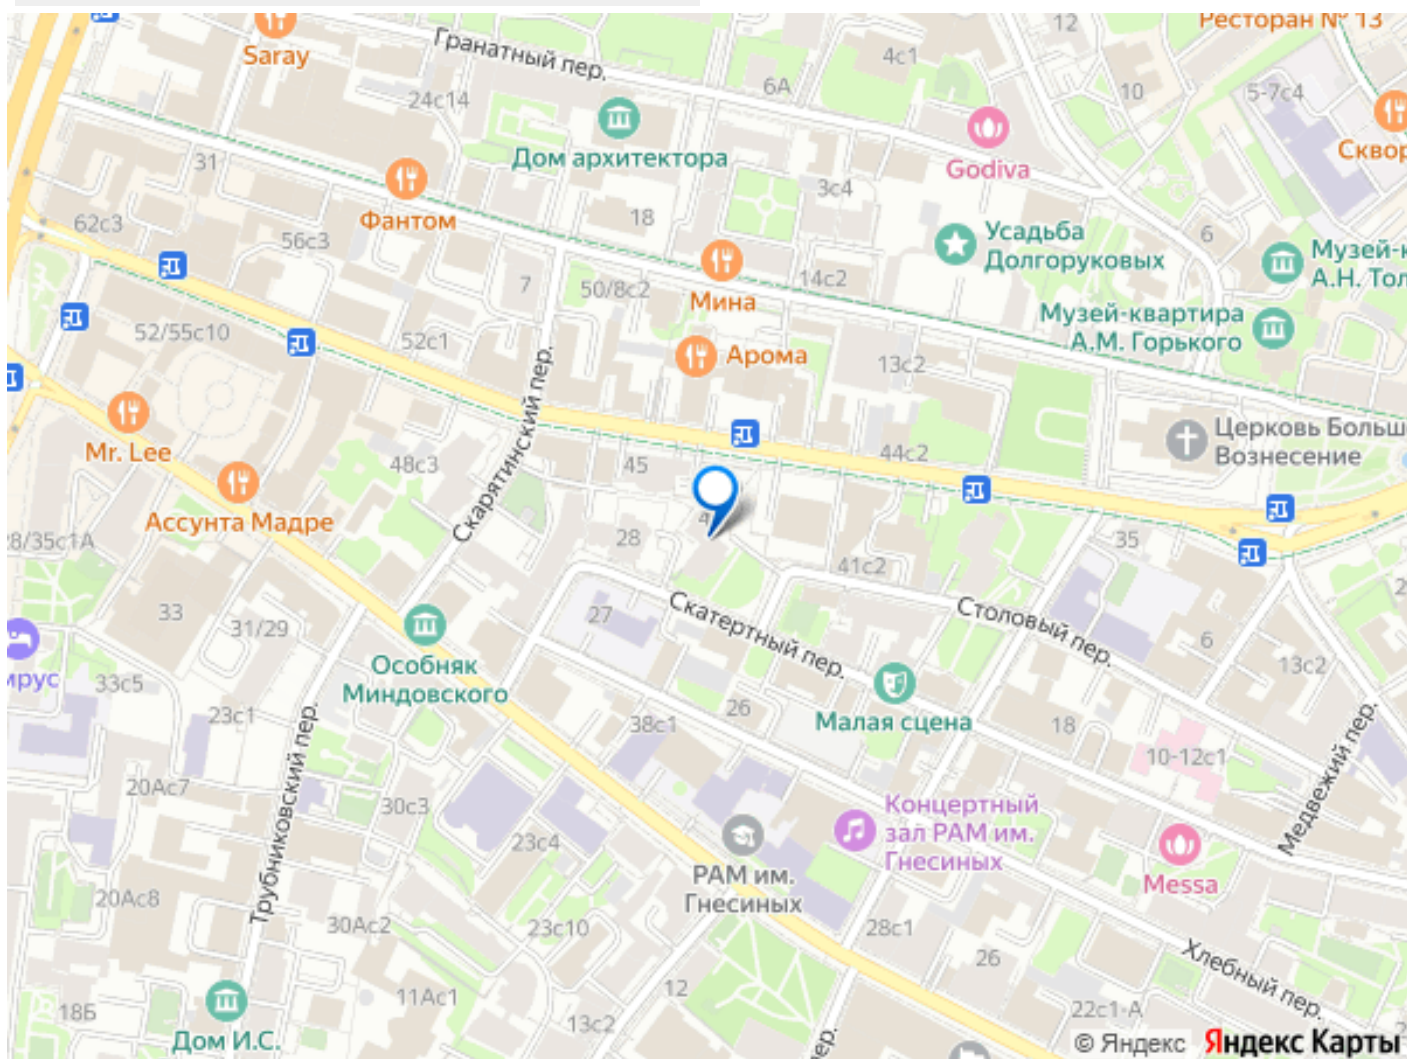 Ресторан № 13
Saray
Гранатный пер.
4с1
12
6А
10
5-7с4
24с14
Дом архитектора
Godiva
Сквор
31
Фантом
3с4
18
62с3
56с3
Усадьба
Долгоруковых
6
Музей-к
А.Н. Тол
7
50/8с2
Мина
14с2
Музей-квартира
А.М. Горького
52/55с10
52с1
Арома
13с2
Скарятинский пер.
Mr. Lee
48с3
45
44с2
Церковь Больш
Вознесение
Ассунта Мадре
28
35
41с2
33
31/29
27
Скатертный пер.
Столовый пер.
6
13с2
Особняк
Миндовского
33с5
23с1
38с1
26
Малая сцена
18
10-12с1
Медвежий пер.
Трубниковский пер.
20Ас7
30с3
23с4
Концертный
зал РАМ им.
Гнесиных
РАМ им.
Гнесиных
Messa
20Ас8
30Ас2
23с10
28с1
26
Хлебный пер.
18Б
11Ас1
12
13с2
22с1-А
Дом И.С.
пер.
© Яндекс Яндекс Карты